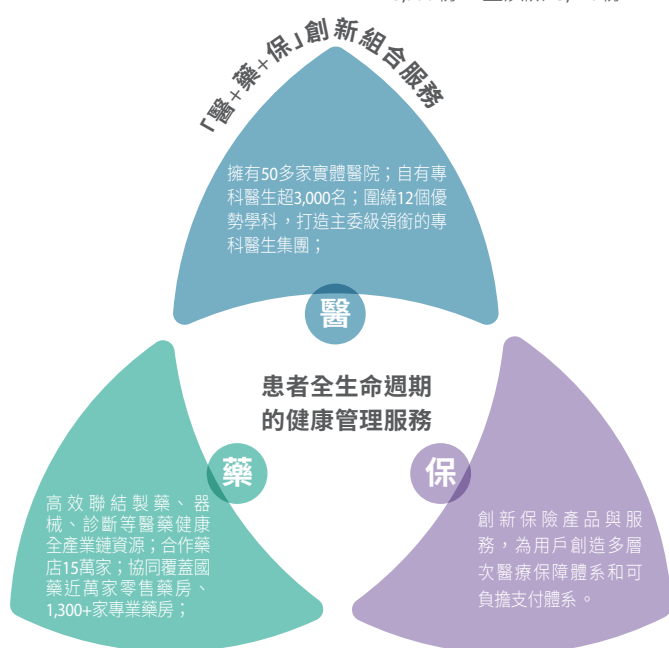 「醫+藥+保」創新組合服務
擁有50多家實體醫院；自有專
科醫生超3,000名；圍繞12個優
勢學科，打造主委級領銜的專
科醫生集團；
醫
患者全生命週期
的健康管理服務
藥
保
高效聯結製藥、器
械、診斷等醫藥健康
全產業鏈資源；合作藥
店15萬家；協同覆蓋國
藥近萬家零售藥房、
1,300+家專業藥房；
創新保險產品與服
務，為用戶創造多層
次醫療保障體系和可
負擔支付體系。